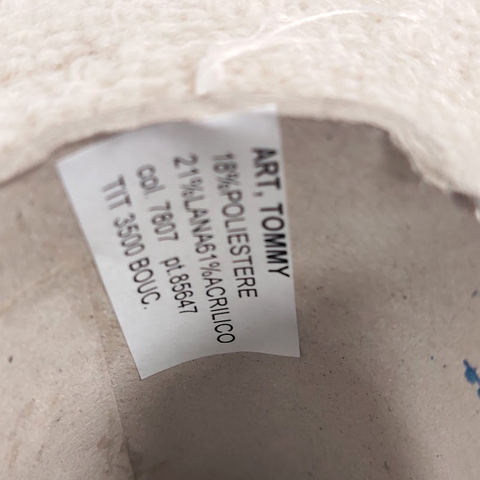 ART, TOMMY
18%POLIESTERE
21%LANA61%ACRILICO
col. 7807 pt.85647
TIT 3500 BOUC.